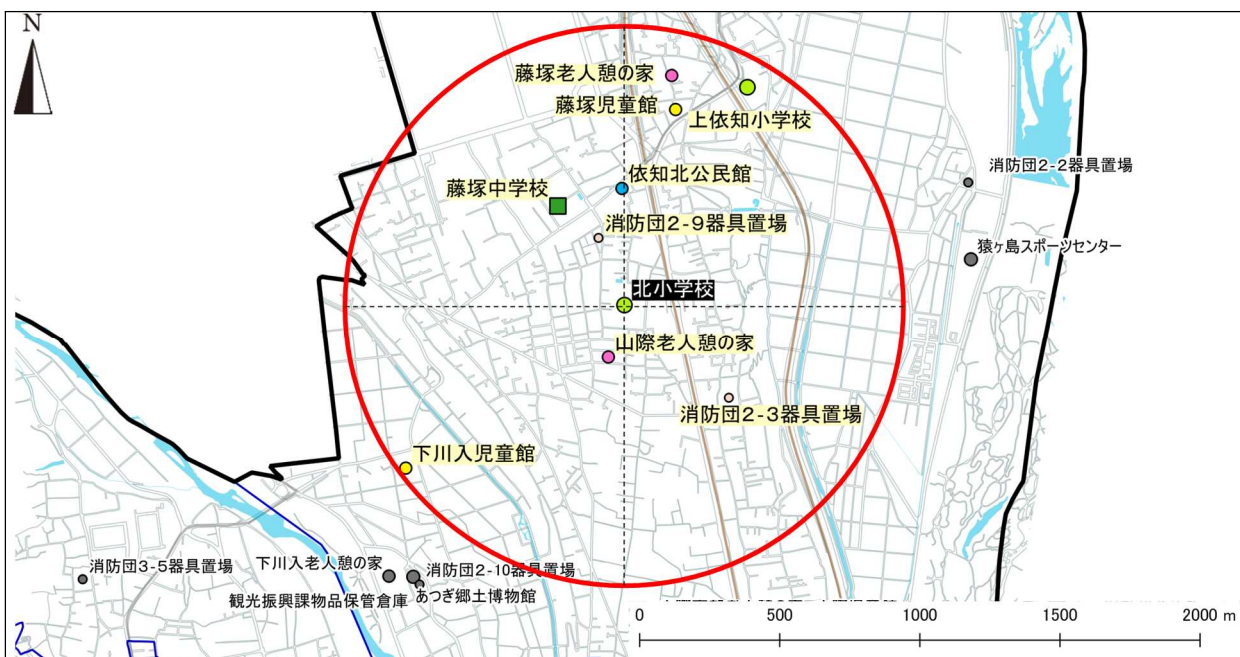 N
藤塚老人憩の家
藤塚児童館
上依知小学校
消防団2-2器具置場
依知北公民館
藤塚中学校
消防団2-9器具置場
猿ヶ島スポーツセンター
北小学校
山際老人憩の家
消防団2-3器具置場
下川入児童館
消防団3-5器具置場
下川入老人憩の家
消防団2-10器具置場
あつぎ郷土博物館
観光振興課物品保管倉庫
0 500 1000 1500 2000 m